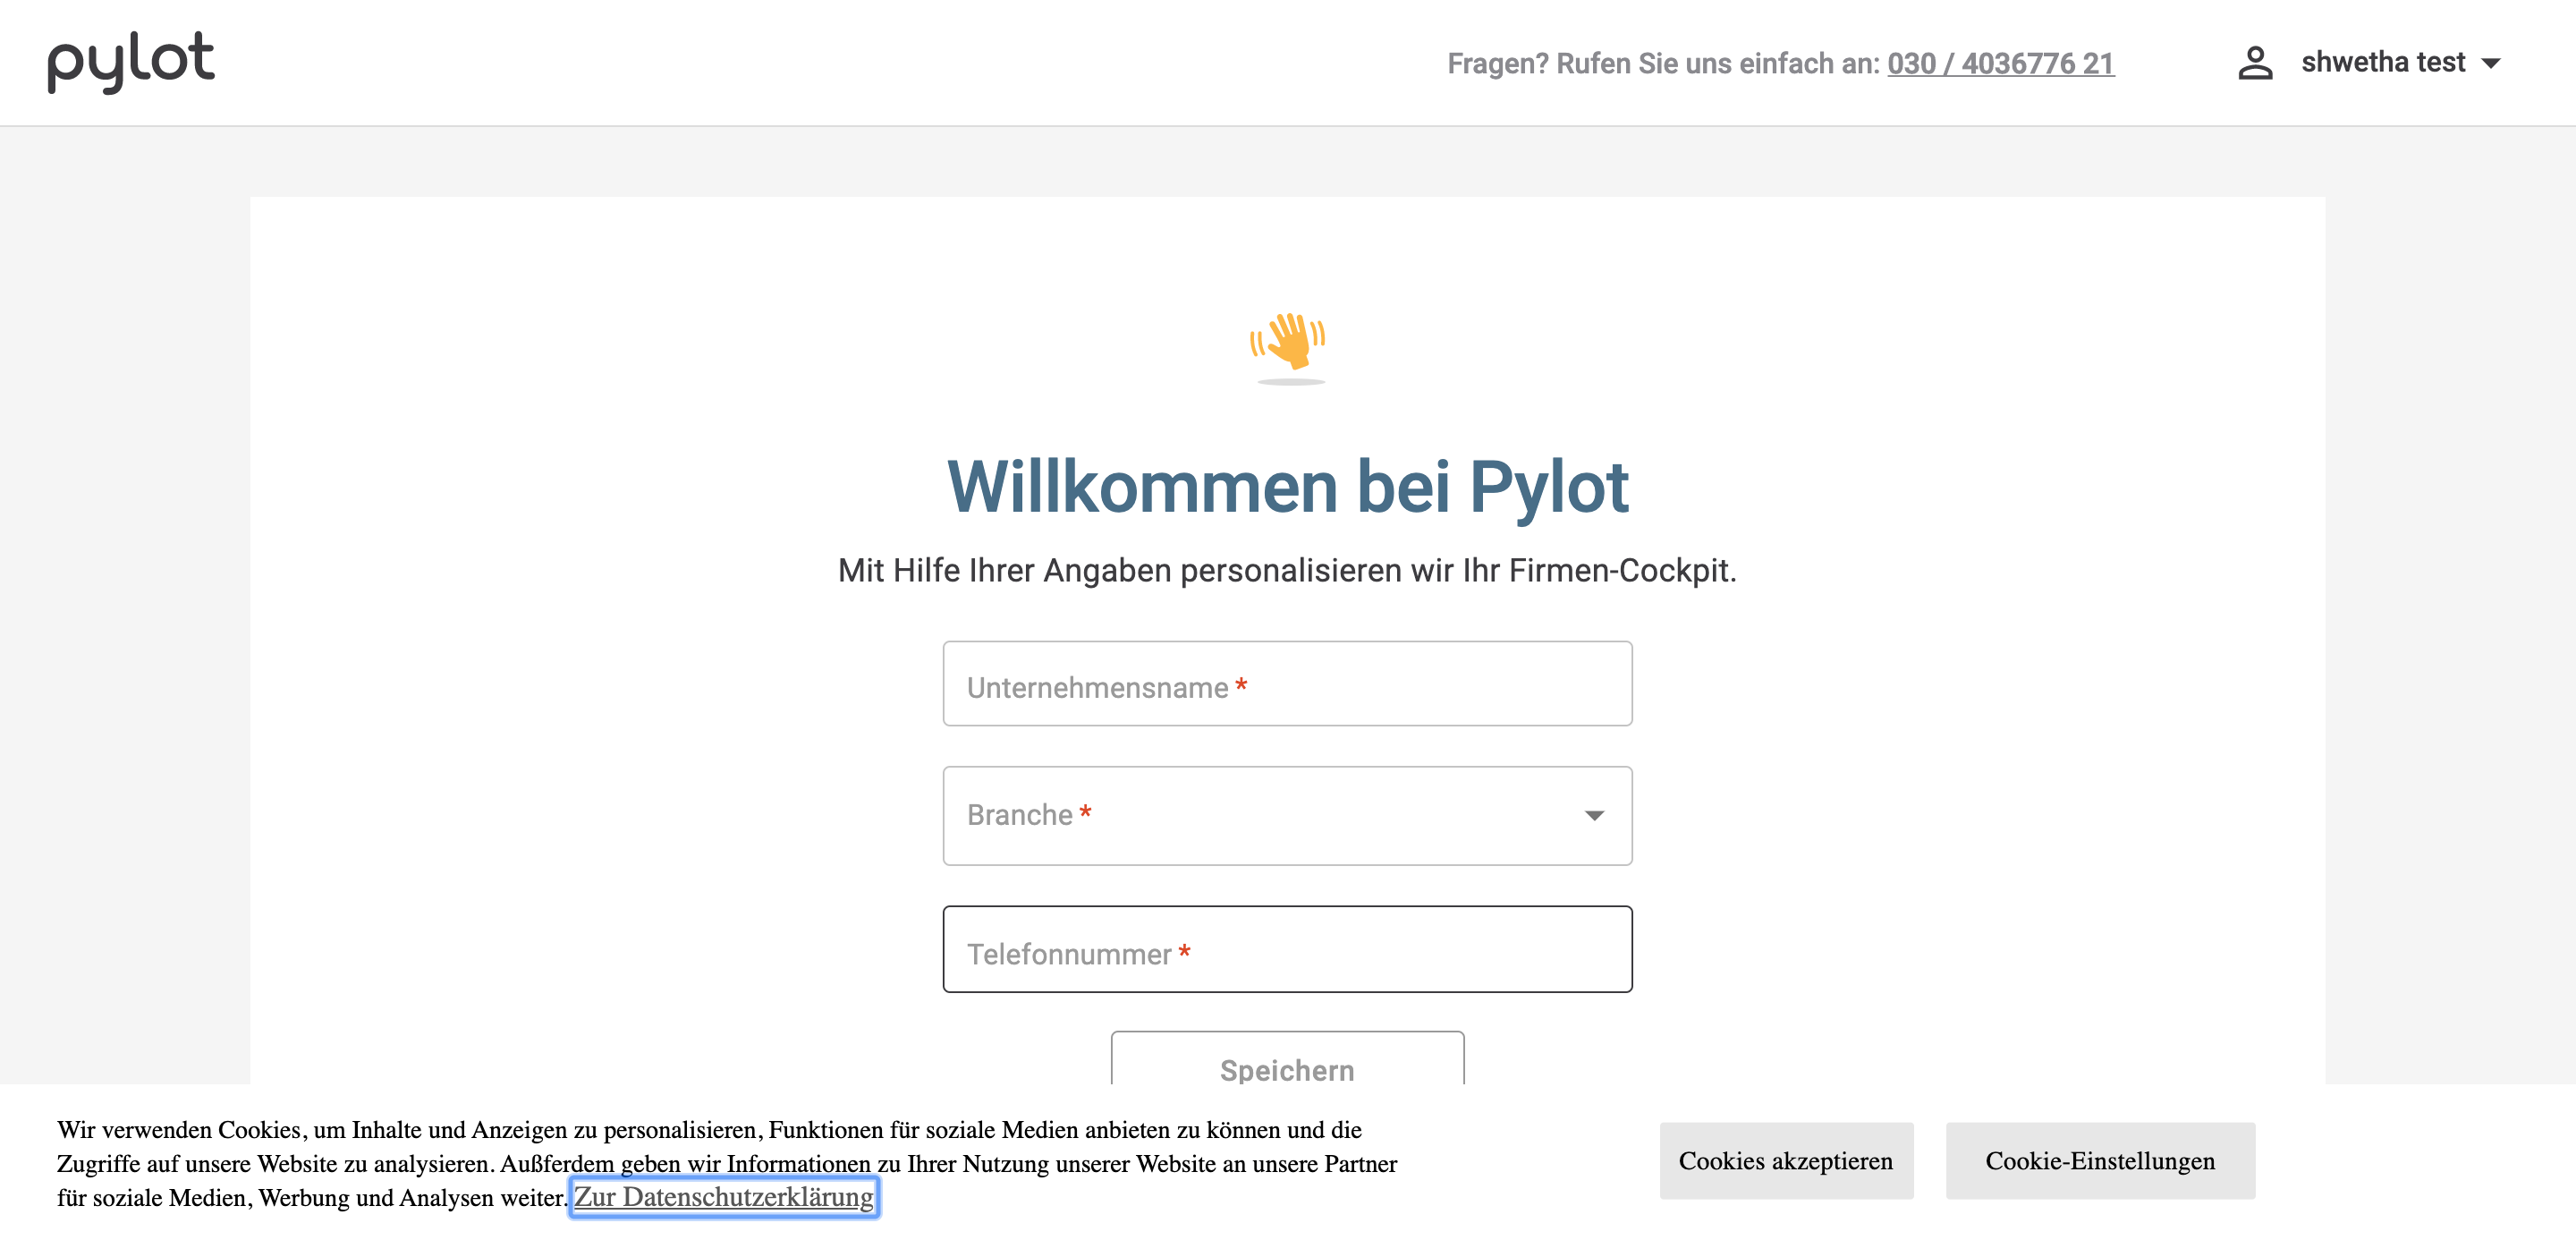 pylot
Fragen? Rufen Sie uns einfach an: 030 / 4036776 21
shwetha test
Willkommen bei Pylot
Mit Hilfe Ihrer Angaben personalisieren wir Ihr Firmen-Cockpit.
Unternehmensname *
Branche *
Telefonnummer *
Speichern
Wir verwenden Cookies, um Inhalte und Anzeigen zu personalisieren, Funktionen für soziale Medien anbieten zu können und die
Zugriffe auf unsere Website zu analysieren. Außferdem geben wir Informationen zu Ihrer Nutzung unserer Website an unsere Partner
für soziale Medien, Werbung und Analysen weiter. Zur Datenschutzerklärung
Cookies akzeptieren
Cookie-Einstellungen